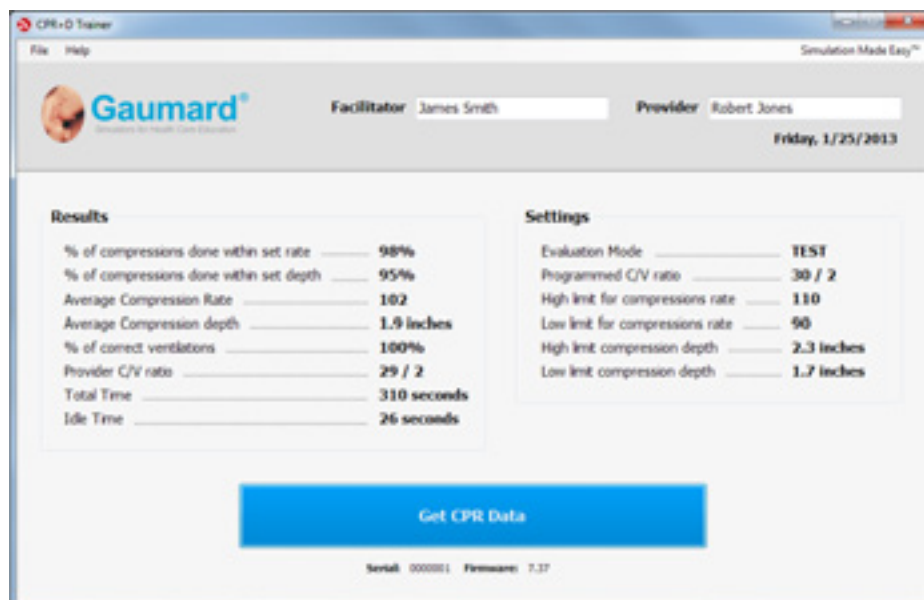 CPR+D Trainer
File Help Simulation Made Easy™
Gaumard®
Simulators for Health Care Education
Facilitator James Smith Provider Robert Jones
Friday, 1/25/2013
Results
% of compressions done within set rate 98%
% of compressions done within set depth 95%
Average Compression Rate 102
Average Compression depth 1.9 inches
% of correct ventilations 100%
Provider C/V ratio 29 / 2
Total Time 310 seconds
Idle Time 26 seconds
Settings
Evaluation Mode TEST
Programmed C/V ratio 30 / 2
High limit for compressions rate 110
Low limit for compressions rate 90
High limit compression depth 2.3 inches
Low limit compression depth 1.7 inches
Get CPR Data
Serial: 0000001 Firmware: 7.37